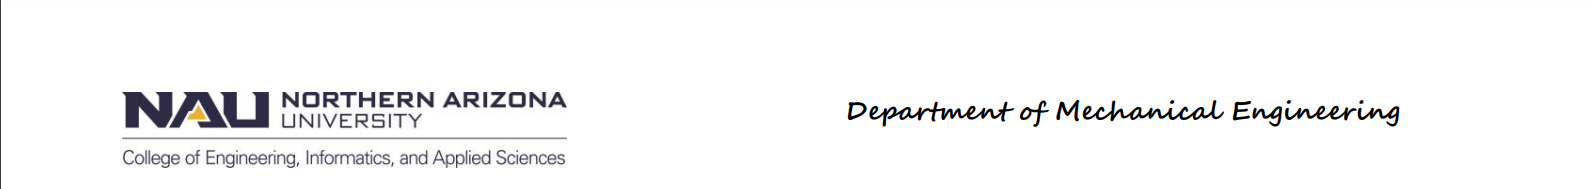 NAU NORTHERN ARIZONA
UNIVERSITY
College of Engineering, Informatics, and Applied Sciences
Department of Mechanical Engineering